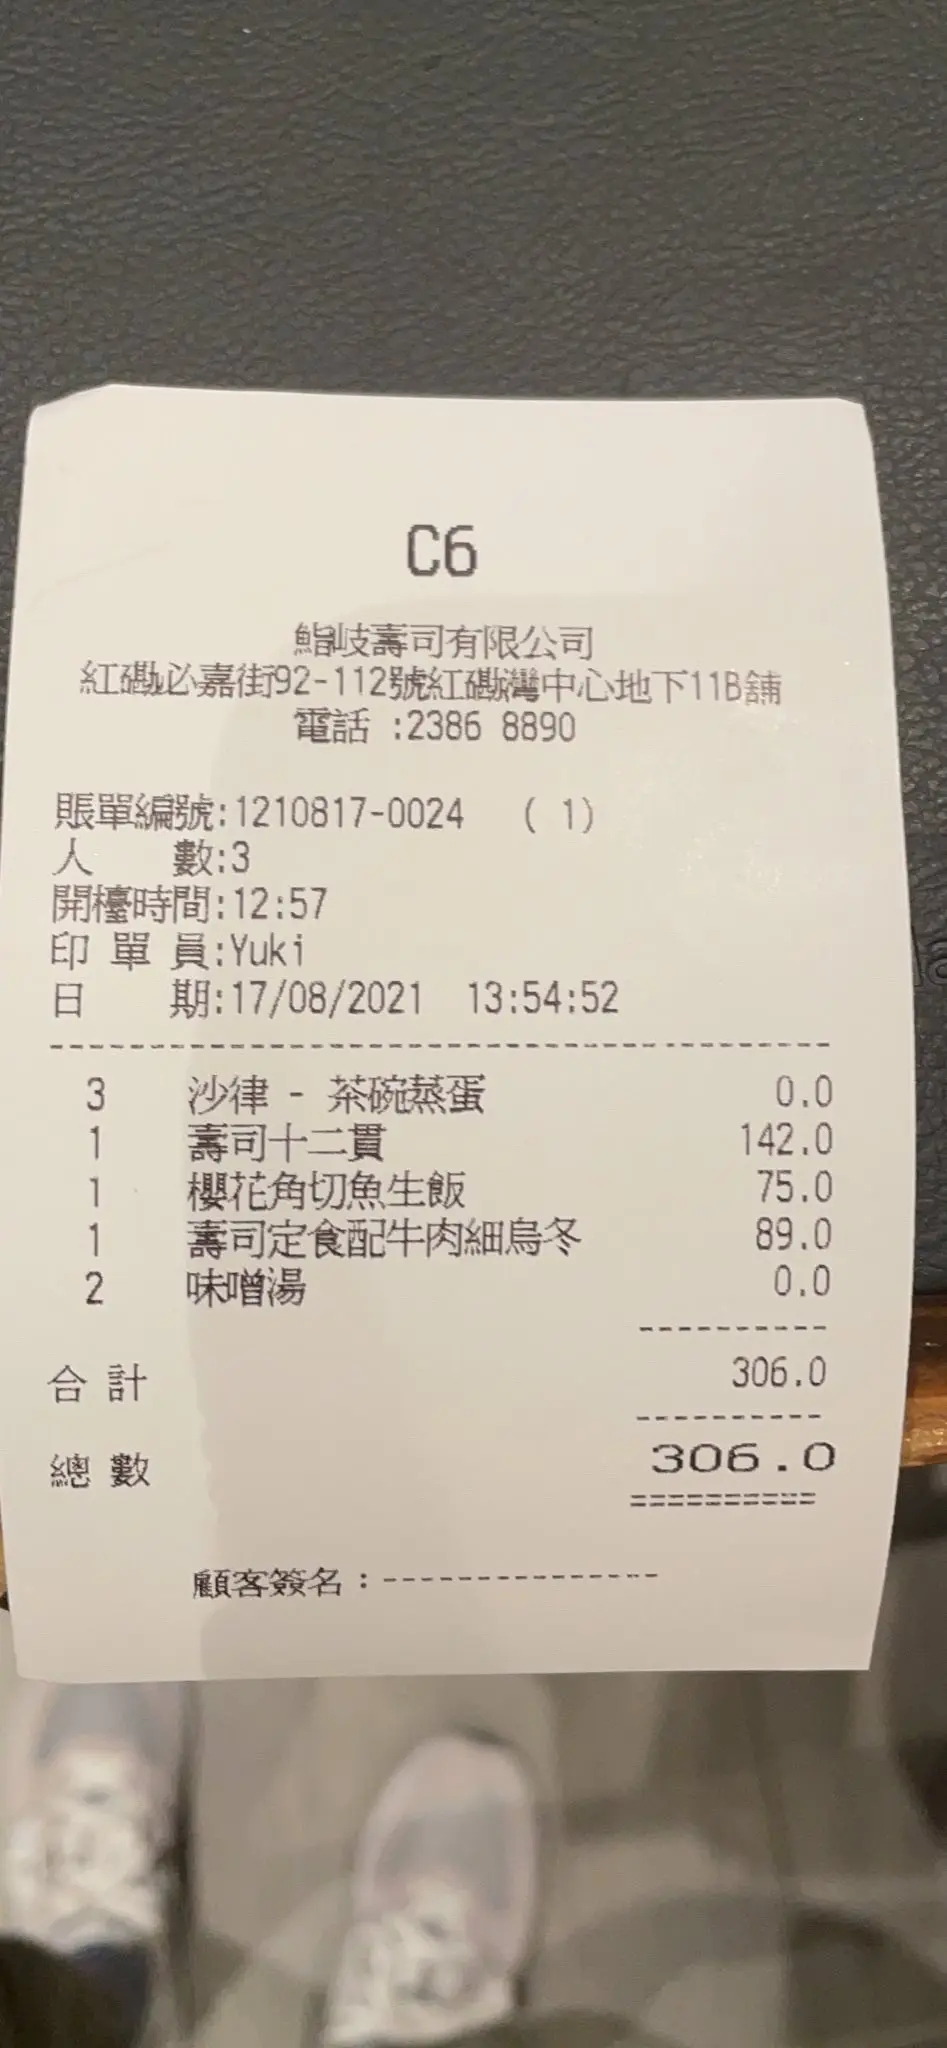 C6
鮨岐壽司有限公司
紅磡必嘉街92-112號紅磡灣中心地下11B舖
電話 :2386 8890
賬單編號:1210817-0024 ( 1)
人 數:3
開檯時間:12:57
印 單 員:Yuki
日 期:17/08/2021 13:54:52
3 沙律 - 茶碗蒸蛋 0.0
1 壽司十二貫 142.0
1 櫻花角切魚生飯 75.0
1 壽司定食配牛肉細烏冬 89.0
2 味噌湯 0.0
合 計 306.0
總 數 306.0
顧客簽名: